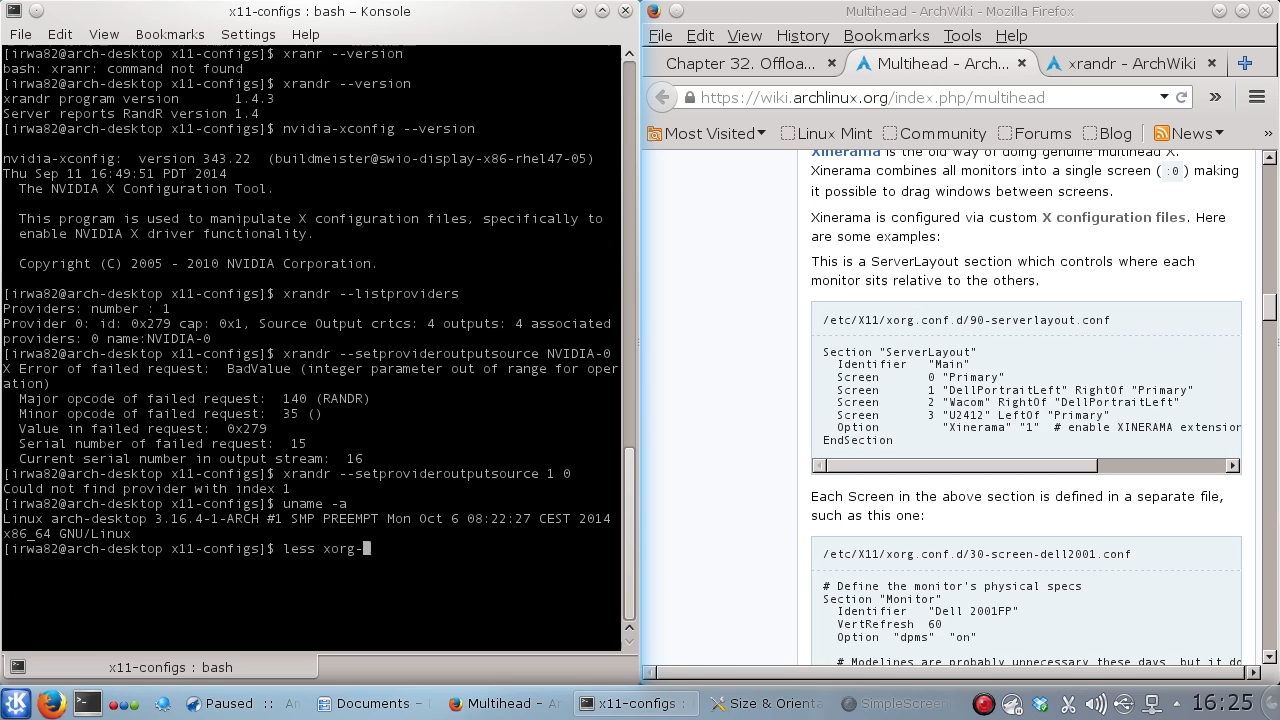 x11-configs : bash – Konsole
File Edit View Bookmarks Settings Help
[irwa82@arch-desktop x11-configs]$ xranr --version
bash: xranr: command not found
[irwa82@arch-desktop x11-configs]$ xrandr --version
xrandr program version 1.4.3
Server reports RandR version 1.4
[irwa82@arch-desktop x11-configs]$ nvidia-xconfig --version
nvidia-xconfig: version 343.22 (buildmeister@swio-display-x86-rhel47-05)
Thu Sep 11 16:49:51 PDT 2014
The NVIDIA X Configuration Tool.
This program is used to manipulate X configuration files, specifically to
enable NVIDIA X driver functionality.
Copyright (C) 2005 - 2010 NVIDIA Corporation.
[irwa82@arch-desktop x11-configs]$ xrandr --listproviders
Providers: number : 1
Provider 0: id: 0x279 cap: 0x1, Source Output crtcs: 4 outputs: 4 associated
providers: 0 name:NVIDIA-0
[irwa82@arch-desktop x11-configs]$ xrandr --setprovideroutputsource NVIDIA-0
X Error of failed request: BadValue (integer parameter out of range for oper
ation)
Major opcode of failed request: 140 (RANDR)
Minor opcode of failed request: 35 ()
Value in failed request: 0x279
Serial number of failed request: 15
Current serial number in output stream: 16
[irwa82@arch-desktop x11-configs]$ xrandr --setprovideroutputsource 1 0
Could not find provider with index 1
[irwa82@arch-desktop x11-configs]$ uname -a
Linux arch-desktop 3.16.4-1-ARCH #1 SMP PREEMPT Mon Oct 6 08:22:27 CEST 2014
x86_64 GNU/Linux
[irwa82@arch-desktop x11-configs]$ less xorg-
x11-configs : bash
Multihead - ArchWiki - Mozilla Firefox
File Edit View History Bookmarks Tools Help
Chapter 32. Offloa... Multihead - Arch... xrandr - ArchWiki
https://wiki.archlinux.org/index.php/multihead
Most Visited Linux Mint Community Forums Blog News
Xinerama is the old way of doing genuine multihead X.
Xinerama combines all monitors into a single screen ( :0 ) making
it possible to drag windows between screens.
Xinerama is configured via custom X configuration files. Here
are some examples:
This is a ServerLayout section which controls where each
monitor sits relative to the others.
/etc/X11/xorg.conf.d/90-serverlayout.conf
Section "ServerLayout"
Identifier "Main"
Screen 0 "Primary"
Screen 1 "DellPortraitLeft" RightOf "Primary"
Screen 2 "Wacom" RightOf "DellPortraitLeft"
Screen 3 "U2412" LeftOf "Primary"
Option "Xinerama" "1" # enable XINERAMA extension
EndSection
Each Screen in the above section is defined in a separate file,
such as this one:
/etc/X11/xorg.conf.d/30-screen-dell2001.conf
# Define the monitor's physical specs
Section "Monitor"
Identifier "Dell 2001FP"
VertRefresh 60
Option "dpms" "on"
# Modelines are probably unnecessary these days, but it do
Paused :: An Documents – Multihead - Ar x11-configs : Size & Orienta SimpleScreen 16:25